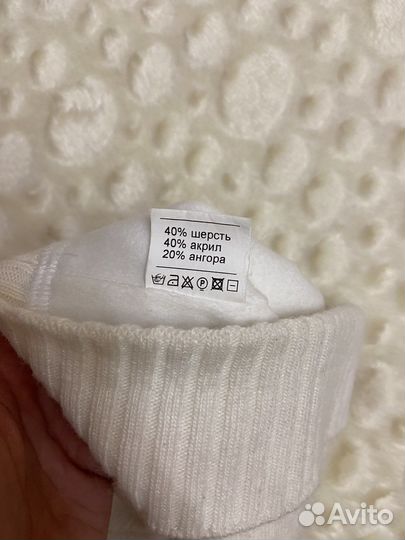 40% шерсть
40% акрил
20% ангора
P
Avito